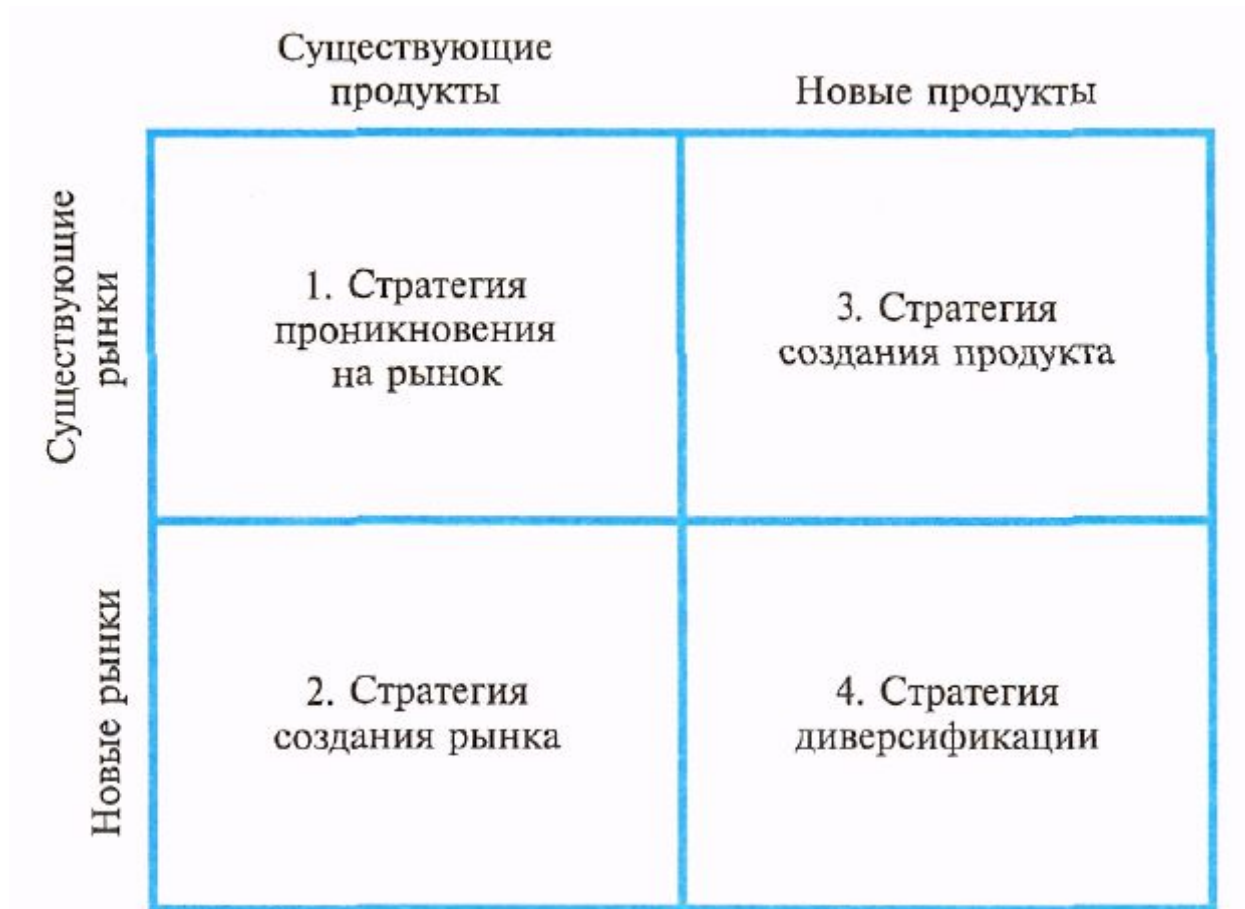 Существующие
продукты
Новые продукты
Существующие
рынки
1. Стратегия
проникновения
на рынок
3. Стратегия
создания продукта
Новые рынки
2. Стратегия
создания рынка
4. Стратегия
диверсификации